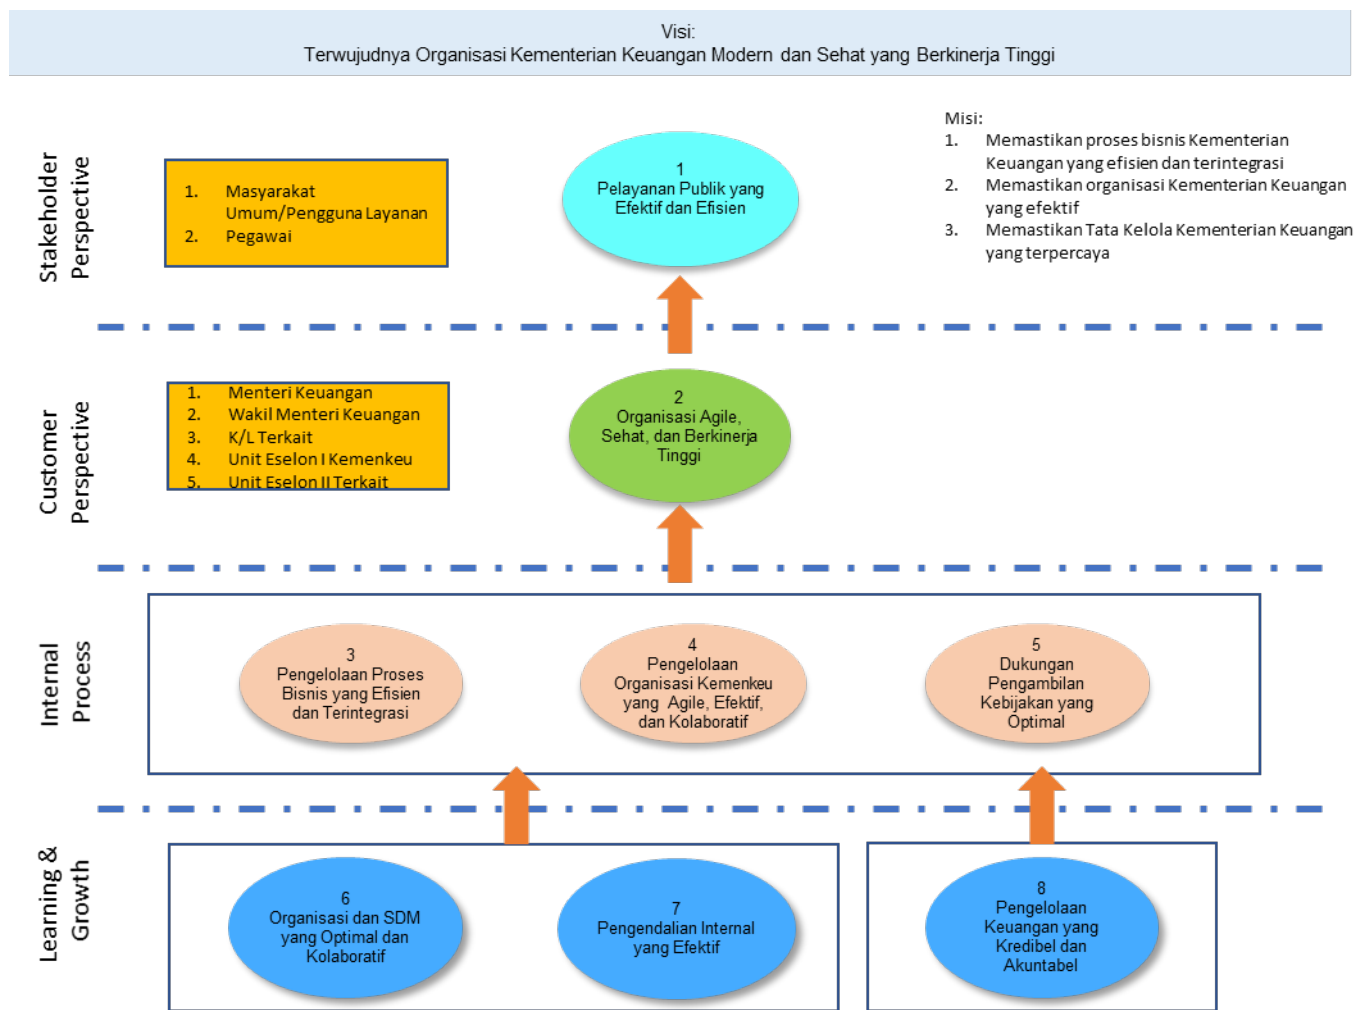 Visi:
Terwujudnya Organisasi Kementerian Keuangan Modern dan Sehat yang Berkinerja Tinggi
Stakeholder
Perspective
1. Masyarakat
Umum/Pengguna Layanan
2. Pegawai
1
Pelayanan Publik yang
Efektif dan Efisien
Misi:
1. Memastikan proses bisnis Kementerian
Keuangan yang efisien dan terintegrasi
2. Memastikan organisasi Kementerian Keuangan
yang efektif
3. Memastikan Tata Kelola Kementerian Keuangan
yang terpercaya
Customer
Perspective
1. Menteri Keuangan
2. Wakil Menteri Keuangan
3. K/L Terkait
4. Unit Eselon I Kemenkeu
5. Unit Eselon II Terkait
2
Organisasi Agile,
Sehat, dan Berkinerja
Tinggi
Internal
Process
3
Pengelolaan Proses
Bisnis yang Efisien
dan Terintegrasi
4
Pengelolaan
Organisasi Kemenkeu
yang Agile, Efektif,
dan Kolaboratif
5
Dukungan
Pengambilan
Kebijakan yang
Optimal
Learning &
Growth
6
Organisasi dan SDM
yang Optimal dan
Kolaboratif
7
Pengendalian Internal
yang Efektif
8
Pengelolaan
Keuangan yang
Kredibel dan
Akuntabel